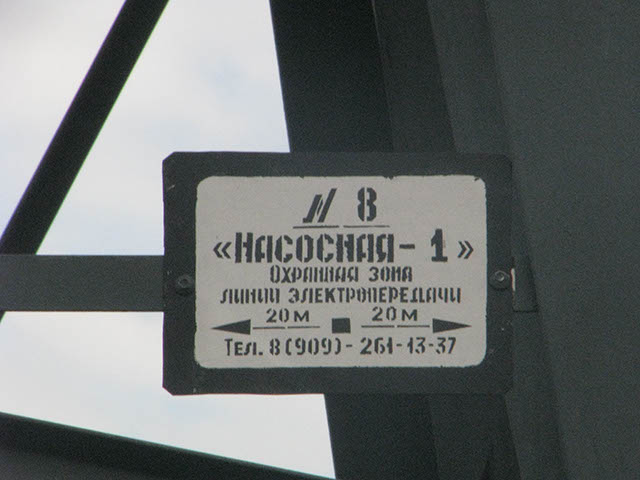 № 8
«НАСОСНАЯ - 1»
ОХРАННАЯ ЗОНА
ЛИНИИ ЭЛЕКТРОПЕРЕДАЧИ
20 М 20 М
ТЕЛ. 8 (909) - 261-13-37